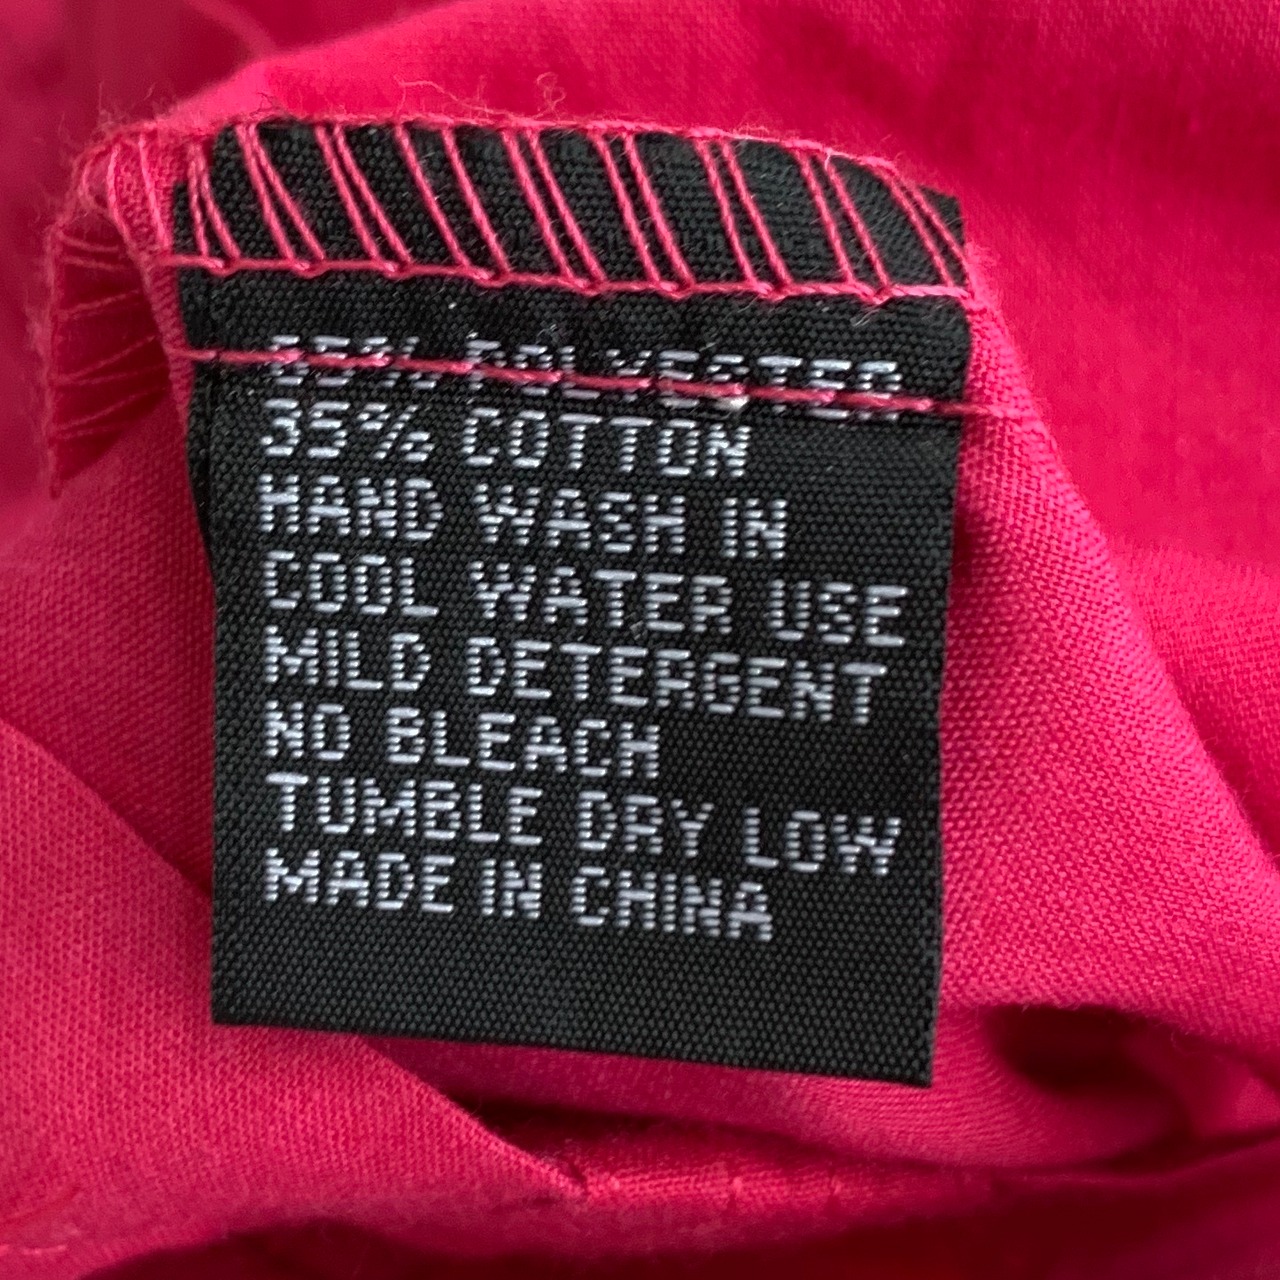 65% POLYESTER
35% COTTON
HAND WASH IN
COOL WATER USE
MILD DETERGENT
NO BLEACH
TUMBLE DRY LOW
MADE IN CHINA